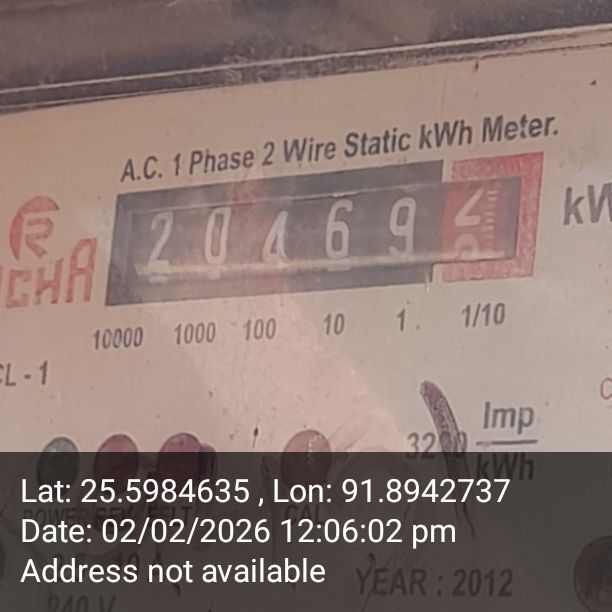 A.C. 1 Phase 2 Wire Static kWh Meter.
20469
10000 1000 100 10 1 1/10
CL-1
Imp
kWh
Lat: 25.5984635 , Lon: 91.8942737
Date: 02/02/2026 12:06:02 pm
Address not available
YEAR : 2012
240 V